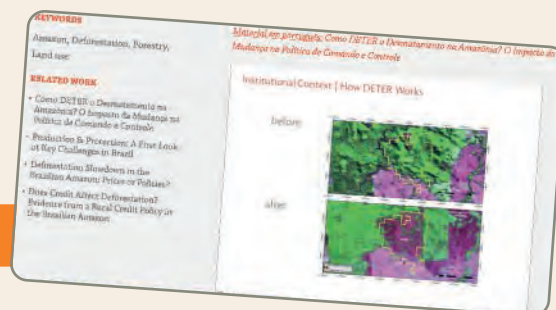 KEYWORDS
Amazon, Deforestation, Forestry,
Land use
RELATED WORK
• Como DETER o Desmatamento na
Amazônia? O Impacto da Mudança na
Política de Comando e Controle
• Production & Protection: A First Look
at Key Challenges in Brazil
• Deforestation Slowdown in the
Brazilian Amazon: Prices or Policies?
• Does Credit Affect Deforestation?
Evidence from a Rural Credit Policy in
the Brazilian Amazon
Material em português: Como DETER o Desmatamento na Amazônia? O Impacto da
Mudança na Política de Comando e Controle
Institutional Context | How DETER Works
before
after